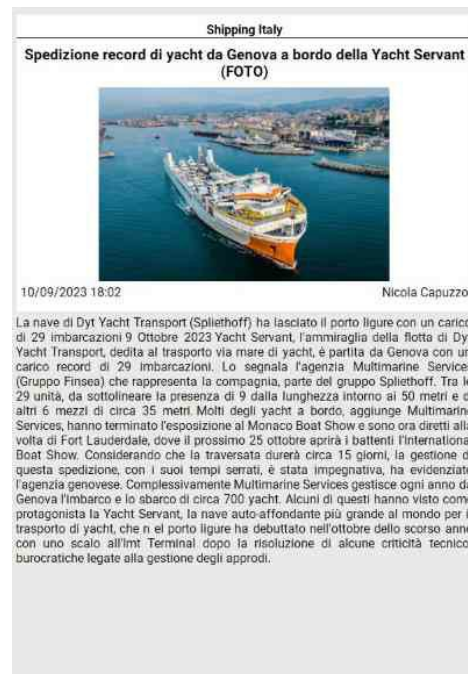 Shipping Italy
Spedizione record di yacht da Genova a bordo della Yacht Servant
(FOTO)
10/09/2023 18:02 Nicola Capuzzo
La nave di Dyt Yacht Transport (Spliethoff) ha lasciato il porto ligure con un carico
di 29 imbarcazioni 9 Ottobre 2023 Yacht Servant, l'ammiraglia della flotta di Dy
Yacht Transport, dedita al trasporto via mare di yacht, è partita da Genova con un
carico record di 29 imbarcazioni. Lo segnala l'agenzia Multimarine Service
(Gruppo Finsea) che rappresenta la compagnia, parte del gruppo Spliethoff. Tra l
29 unità, da sottolineare la presenza di 9 dalla lunghezza intorno ai 50 metri e d
altri 6 mezzi di circa 35 metri. Molti degli yacht a bordo, aggiunge Multimarin
Services, hanno terminato l'esposizione al Monaco Boat Show e sono ora diretti all
volta di Fort Lauderdale, dove il prossimo 25 ottobre aprirà i battenti l'Internationa
Boat Show. Considerando che la traversata durerà circa 15 giorni, la gestione d
questa spedizione, con i suoi tempi serrati, è stata impegnativa, ha evidenziat
l'agenzia genovese. Complessivamente Multimarine Services gestisce ogni anno da
Genova l'imbarco e lo sbarco di circa 700 yacht. Alcuni di questi hanno visto com
protagonista la Yacht Servant, la nave auto-affondante più grande al mondo per i
trasporto di yacht, che n el porto ligure ha debuttato nell'ottobre dello scorso anno
con uno scalo all'Imt Terminal dopo la risoluzione di alcune criticità tecnico
burocratiche legate alla gestione degli approdi.